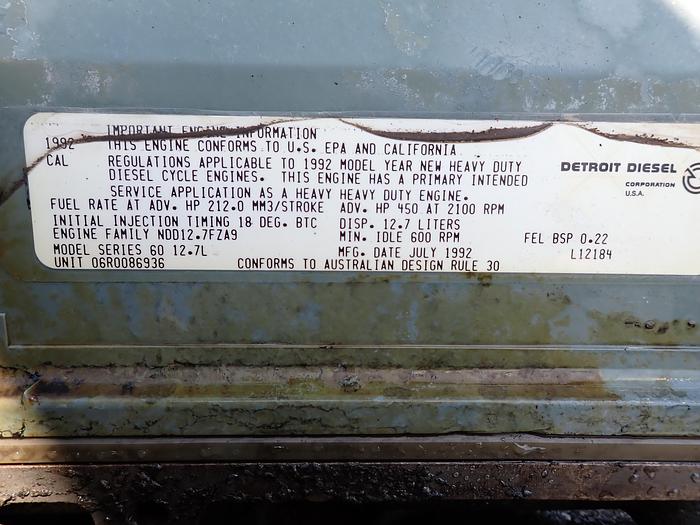 IMPORTANT ENGINE INFORMATION
1992 THIS ENGINE CONFORMS TO U.S. EPA AND CALIFORNIA
CAL REGULATIONS APPLICABLE TO 1992 MODEL YEAR NEW HEAVY DUTY
DIESEL CYCLE ENGINES. THIS ENGINE HAS A PRIMARY INTENDED
SERVICE APPLICATION AS A HEAVY HEAVY DUTY ENGINE.
FUEL RATE AT ADV. HP 212.0 MM3/STROKE ADV. HP 450 AT 2100 RPM
INITIAL INJECTION TIMING 18 DEG. BTC DISP. 12.7 LITERS
ENGINE FAMILY NDD12.7FZA9 MIN. IDLE 600 RPM FEL BSP 0.22
MODEL SERIES 60 12.7L MFG. DATE JULY 1992 L12184
UNIT 06R0086936 CONFORMS TO AUSTRALIAN DESIGN RULE 30
DETROIT DIESEL
CORPORATION
U.S.A.